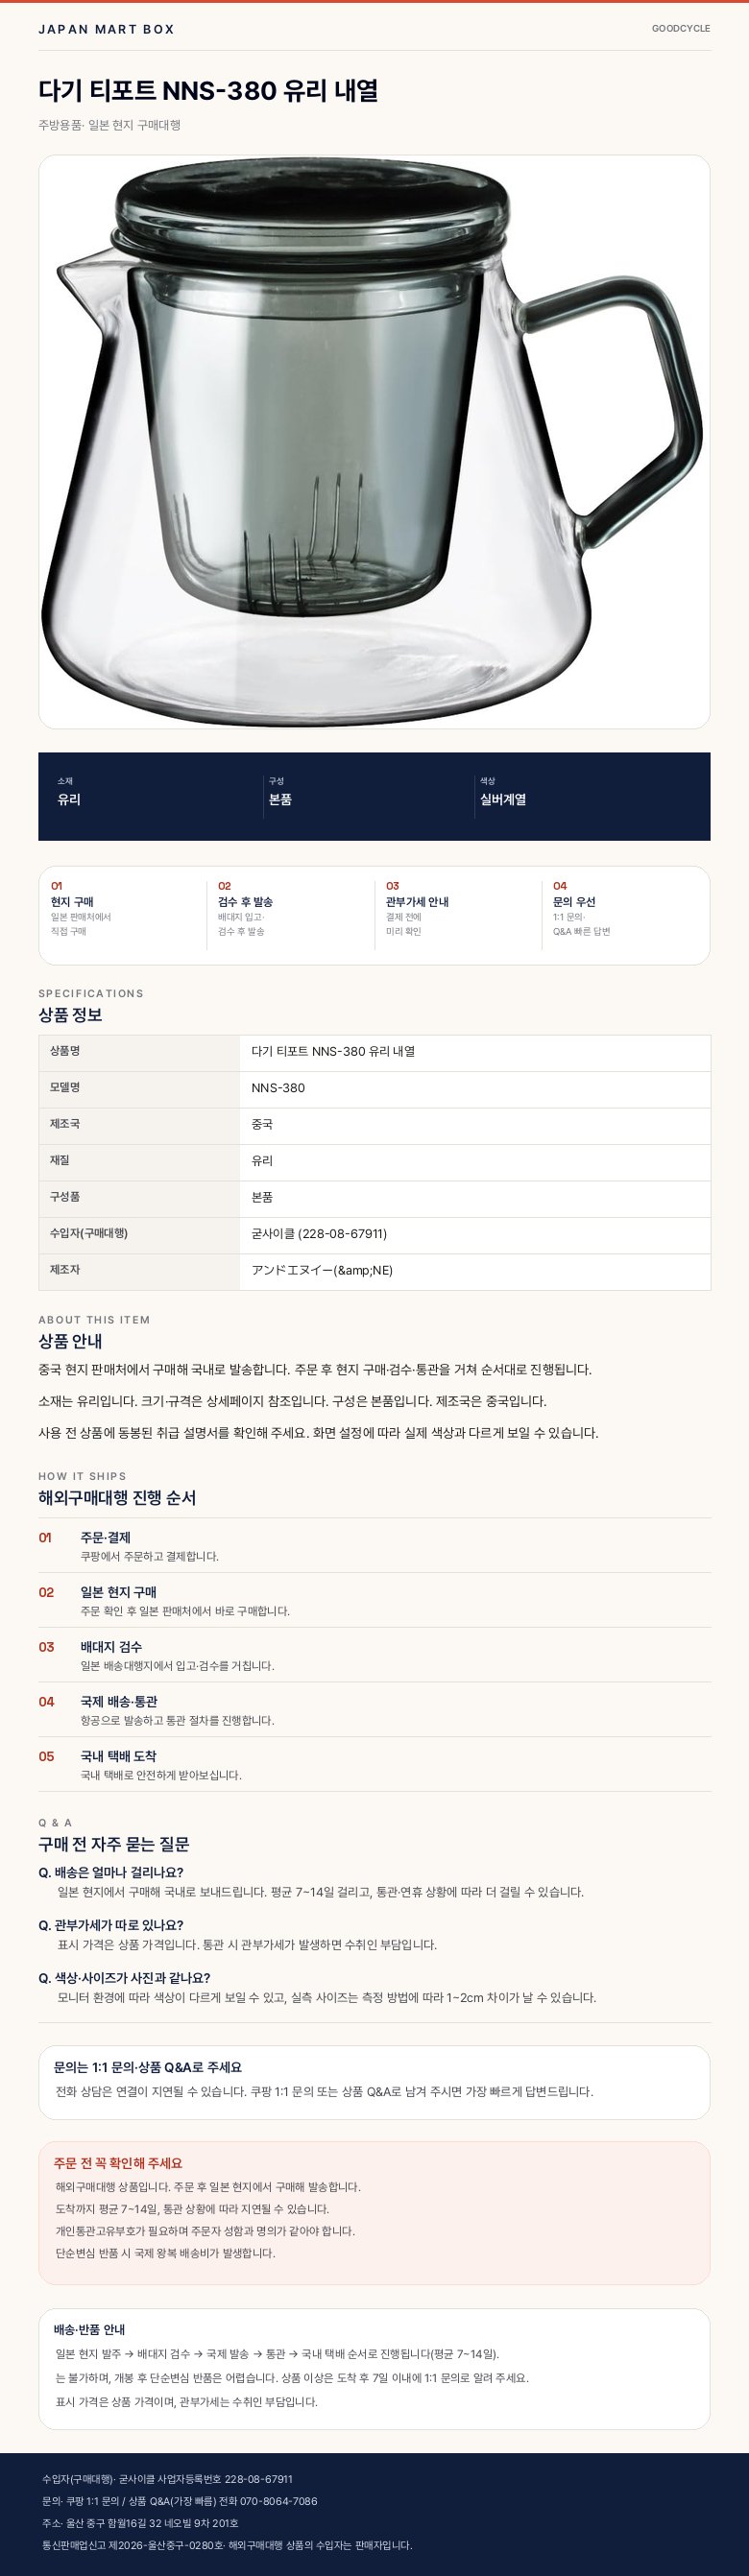 JAPAN MART BOX
GOODCYCLE
다기 티포트 NNS-380 유리 내열
주방용품· 일본 현지 구매대행
소재
유리
구성
본품
색상
실버계열
01
현지 구매
일본 판매처에서
직접 구매
02
검수 후 발송
배대지 입고·
검수 후 발송
03
관부가세 안내
결제 전에
미리 확인
04
문의 우선
1:1 문의·
Q&A 빠른 답변
SPECIFICATIONS
상품 정보
상품명 다기 티포트 NNS-380 유리 내열
모델명 NNS-380
제조국 중국
재질 유리
구성품 본품
수입자(구매대행) 굳사이클 (228-08-67911)
제조자 アンドエヌイー(&amp;NE)
ABOUT THIS ITEM
상품 안내
중국 현지 판매처에서 구매해 국내로 발송합니다. 주문 후 현지 구매·검수·통관을 거쳐 순서대로 진행됩니다.
소재는 유리입니다. 크기·규격은 상세페이지 참조입니다. 구성은 본품입니다. 제조국은 중국입니다.
사용 전 상품에 동봉된 취급 설명서를 확인해 주세요. 화면 설정에 따라 실제 색상과 다르게 보일 수 있습니다.
HOW IT SHIPS
해외구매대행 진행 순서
01 주문·결제
쿠팡에서 주문하고 결제합니다.
02 일본 현지 구매
주문 확인 후 일본 판매처에서 바로 구매합니다.
03 배대지 검수
일본 배송대행지에서 입고·검수를 거칩니다.
04 국제 배송·통관
항공으로 발송하고 통관 절차를 진행합니다.
05 국내 택배 도착
국내 택배로 안전하게 받아보십니다.
Q & A
구매 전 자주 묻는 질문
Q. 배송은 얼마나 걸리나요?
일본 현지에서 구매해 국내로 보내드립니다. 평균 7~14일 걸리고, 통관·연휴 상황에 따라 더 걸릴 수 있습니다.
Q. 관부가세가 따로 있나요?
표시 가격은 상품 가격입니다. 통관 시 관부가세가 발생하면 수취인 부담입니다.
Q. 색상·사이즈가 사진과 같나요?
모니터 환경에 따라 색상이 다르게 보일 수 있고, 실측 사이즈는 측정 방법에 따라 1~2cm 차이가 날 수 있습니다.
문의는 1:1 문의·상품 Q&A로 주세요
전화 상담은 연결이 지연될 수 있습니다. 쿠팡 1:1 문의 또는 상품 Q&A로 남겨 주시면 가장 빠르게 답변드립니다.
주문 전 꼭 확인해 주세요
해외구매대행 상품입니다. 주문 후 일본 현지에서 구매해 발송합니다.
도착까지 평균 7~14일, 통관 상황에 따라 지연될 수 있습니다.
개인통관고유부호가 필요하며 주문자 성함과 명의가 같아야 합니다.
단순변심 반품 시 국제 왕복 배송비가 발생합니다.
배송·반품 안내
일본 현지 발주 → 배대지 검수 → 국제 발송 → 통관 → 국내 택배 순서로 진행됩니다(평균 7~14일).
는 불가하며, 개봉 후 단순변심 반품은 어렵습니다. 상품 이상은 도착 후 7일 이내에 1:1 문의로 알려 주세요.
표시 가격은 상품 가격이며, 관부가세는 수취인 부담입니다.
수입자(구매대행)· 굳사이클 사업자등록번호 228-08-67911
문의· 쿠팡 1:1 문의 / 상품 Q&A(가장 빠름) 전화 070-8064-7086
주소· 울산 중구 함월16길 32 네오빌 9차 201호
통신판매업신고 제2026-울산중구-0280호· 해외구매대행 상품의 수입자는 판매자입니다.